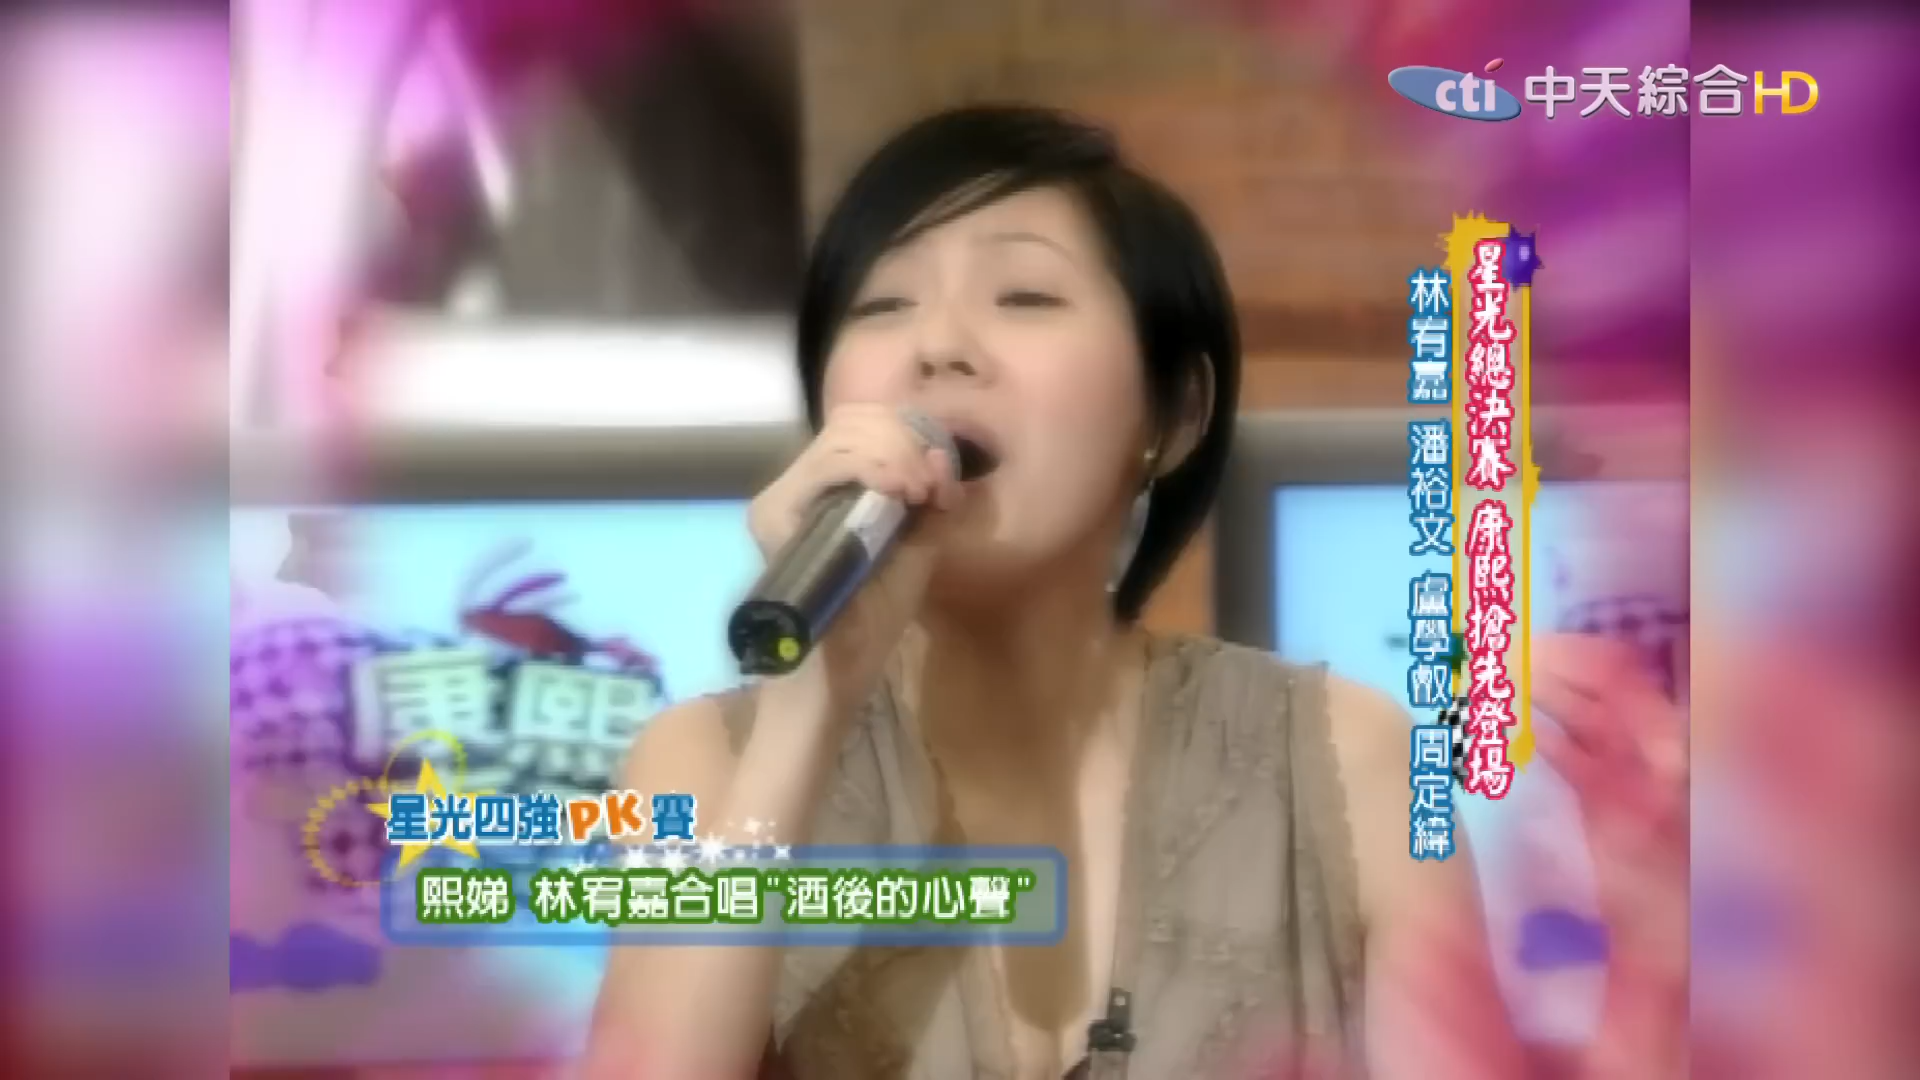 cti 中天綜合HD
星光總決賽 康熙搶先登場
林宥嘉 潘裕文 盧學叡 周定緯
康熙
星光四強PK賽
熙娣 林宥嘉合唱"酒後的心聲"